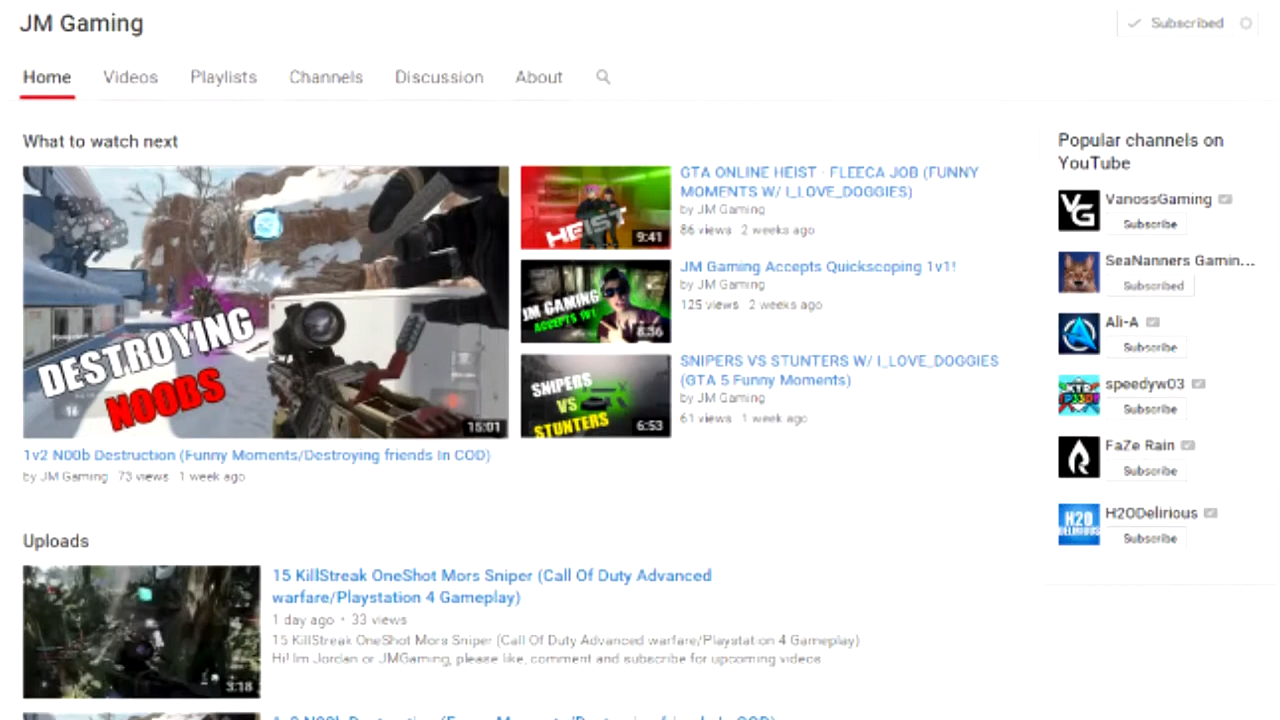 JM Gaming
Subscribed
Home Videos Playlists Channels Discussion About
What to watch next
DESTROYING
NOOBS
15:01
1v2 N00b Destruction (Funny Moments/Destroying friends In COD)
by JM Gaming 73 views 1 week ago
HEIST
9:41
GTA ONLINE HEIST - FLEECA JOB (FUNNY
MOMENTS W/ I_LOVE_DOGGIES)
by JM Gaming
86 views 2 weeks ago
JM GAMING
ACCEPTS 1V1
8:36
JM Gaming Accepts Quickscoping 1v1!
by JM Gaming
125 views 2 weeks ago
SNIPERS
VS
STUNTERS
6:53
SNIPERS VS STUNTERS W/ I_LOVE_DOGGIES
(GTA 5 Funny Moments)
by JM Gaming
61 views 1 week ago
Popular channels on
YouTube
VG
VanossGaming
Subscribe
SeaNanners Gamin...
Subscribed
Ali-A
Subscribe
speedyw03
Subscribe
FaZe Rain
Subscribe
H2O
DELIRIOUS
H2ODelirious
Subscribe
Uploads
3:18
15 KillStreak OneShot Mors Sniper (Call Of Duty Advanced
warfare/Playstation 4 Gameplay)
1 day ago • 33 views
15 KillStreak OneShot Mors Sniper (Call Of Duty Advanced warfare/Playstation 4 Gameplay)
Hi! Im Jordan or JMGaming, please like, comment and subscribe for upcoming videos